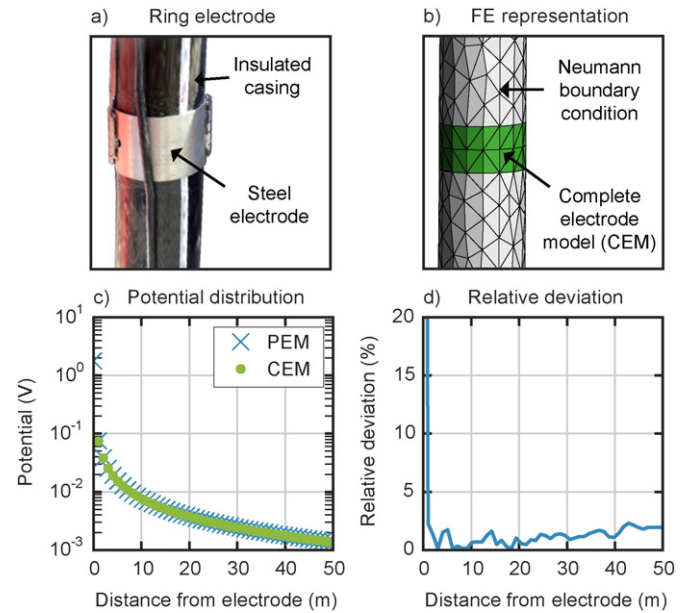 a) Ring electrode
Insulated
casing
Steel
electrode
b) FE representation
Neumann
boundary
condition
Complete
electrode
model (CEM)
c) Potential distribution
Potential (V)
10^1
10^0
10^-1
10^-2
10^-3
PEM
CEM
0 10 20 30 40 50
Distance from electrode (m)
d) Relative deviation
Relative deviation (%)
20
15
10
5
0
0 10 20 30 40 50
Distance from electrode (m)